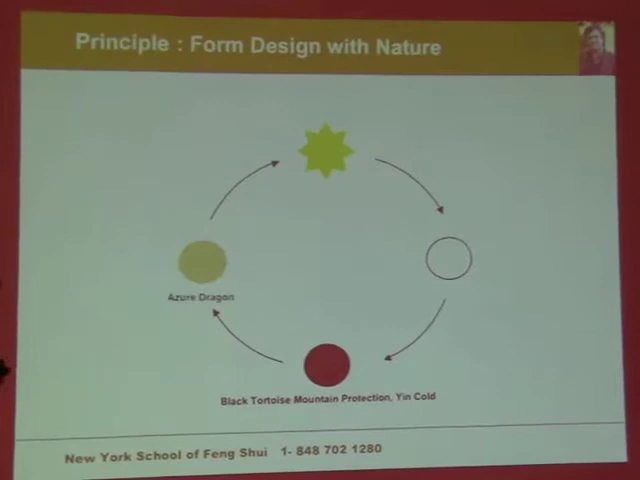 Principle : Form Design with Nature
Azure Dragon
Black Tortoise Mountain Protection, Yin Cold
New York School of Feng Shui 1- 848 702 1280